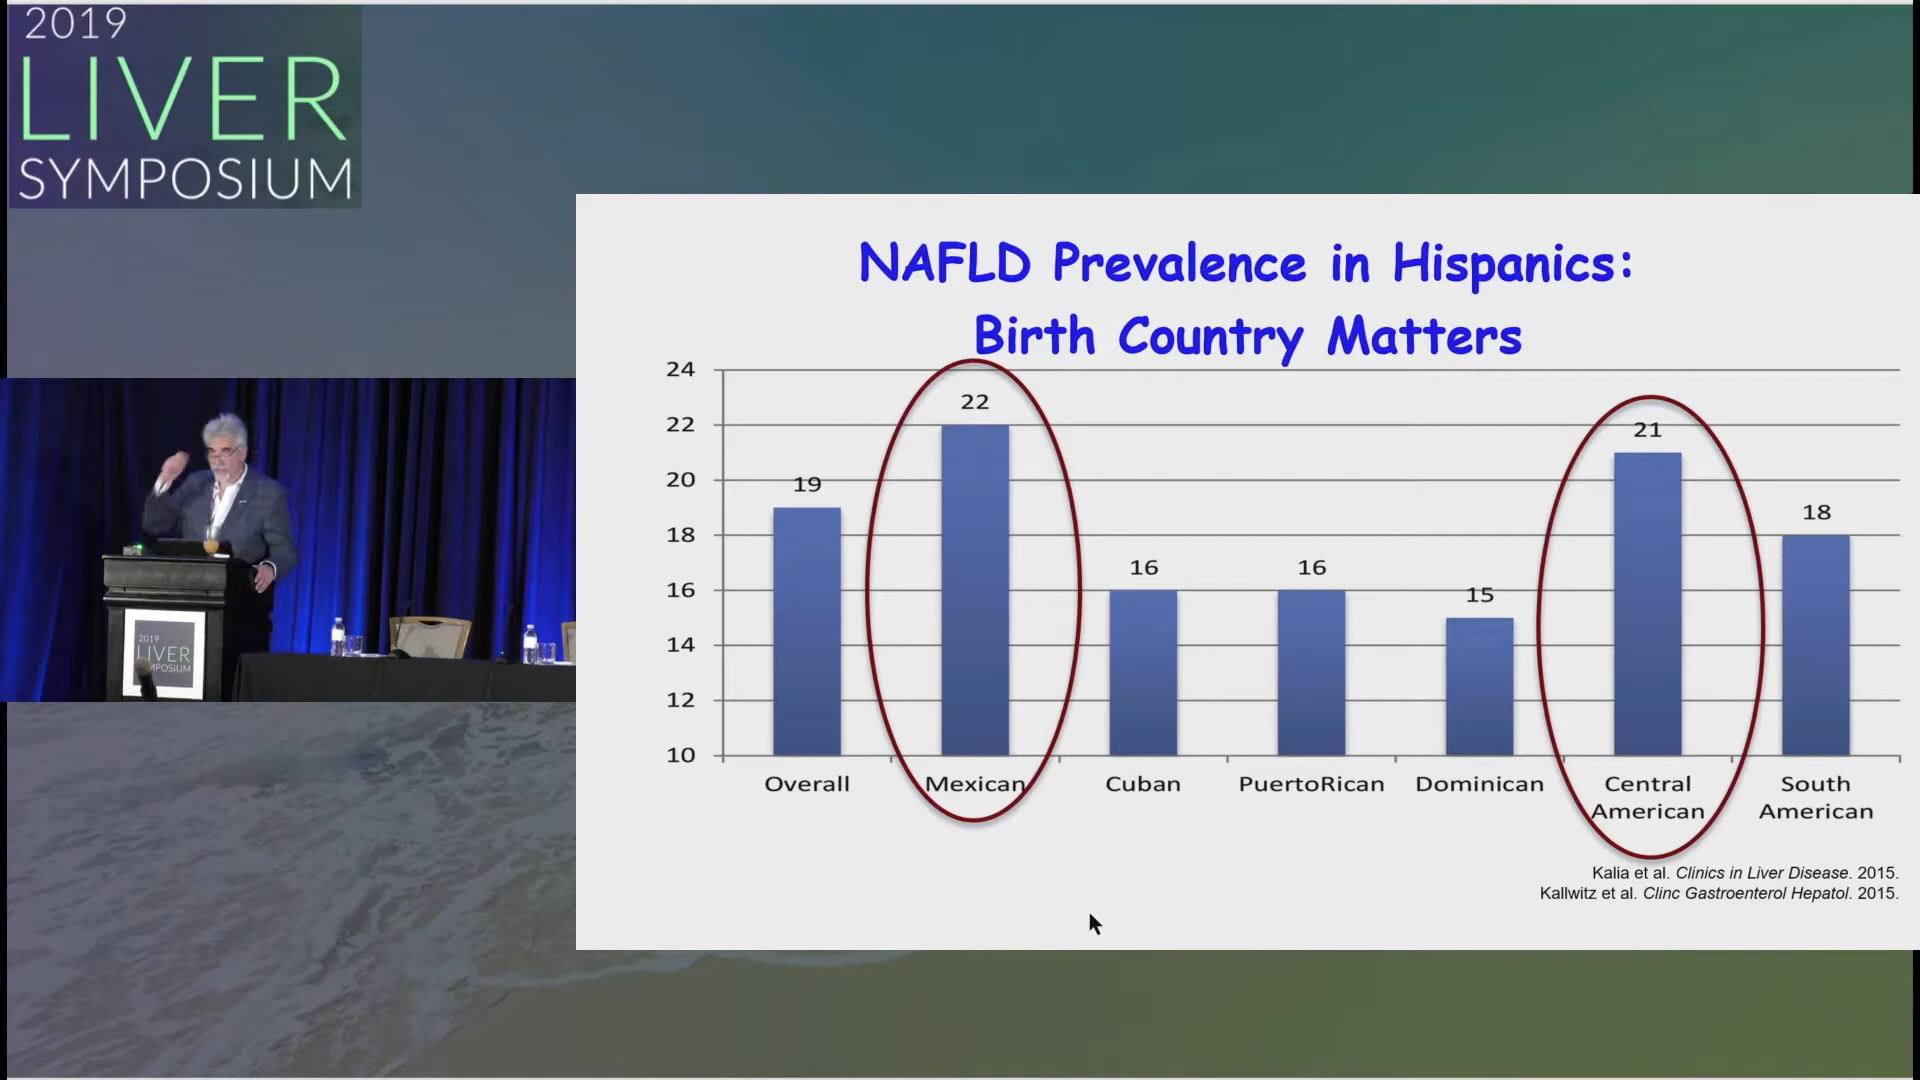 2019
LIVER
SYMPOSIUM
NAFLD Prevalence in Hispanics:
Birth Country Matters
24
22
20
18
16
14
12
10
19
22
16
16
15
21
18
Overall
Mexican
Cuban
PuertoRican
Dominican
Central
American
South
American
Kalia et al. Clinics in Liver Disease. 2015.
Kallwitz et al. Clinc Gastroenterol Hepatol. 2015.
2019
LIVER